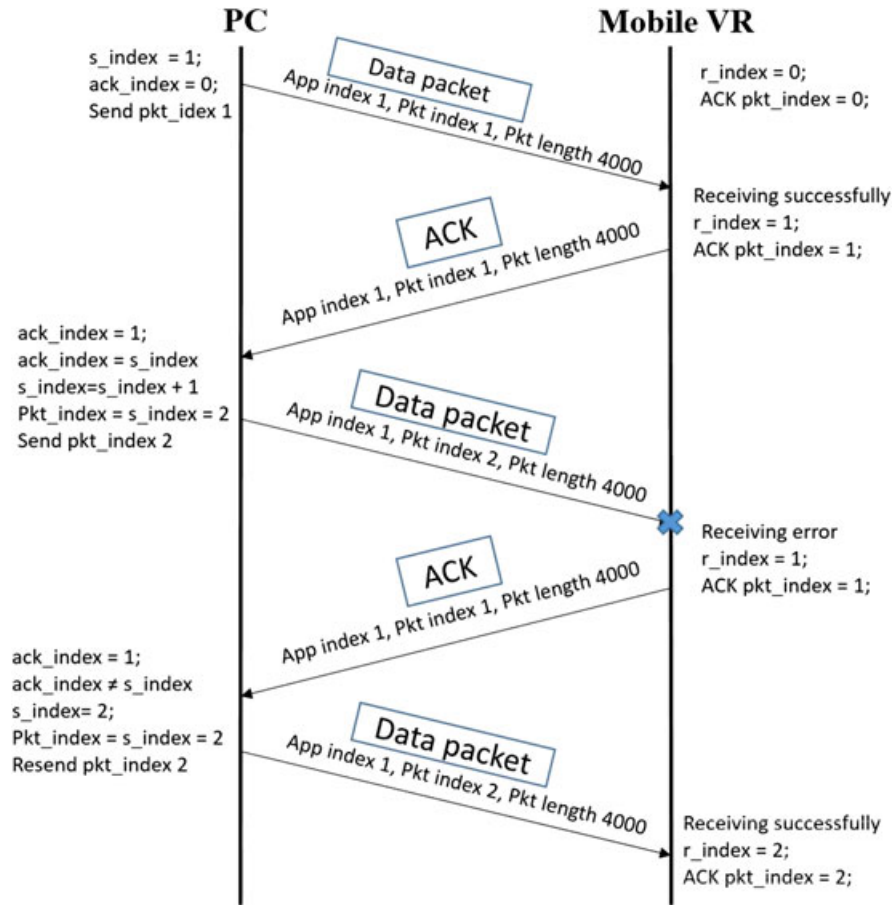 PC
Mobile VR
s_index = 1;
ack_index = 0;
Send pkt_idex 1
Data packet
App index 1, Pkt index 1, Pkt length 4000
r_index = 0;
ACK pkt_index = 0;
Receiving successfully
r_index = 1;
ACK pkt_index = 1;
ACK
App index 1, Pkt index 1, Pkt length 4000
ack_index = 1;
ack_index = s_index
s_index=s_index + 1
Pkt_index = s_index = 2
Send pkt_index 2
Data packet
App index 1, Pkt index 2, Pkt length 4000
Receiving error
r_index = 1;
ACK pkt_index = 1;
ACK
App index 1, Pkt index 1, Pkt length 4000
ack_index = 1;
ack_index ≠ s_index
s_index= 2;
Pkt_index = s_index = 2
Resend pkt_index 2
Data packet
App index 1, Pkt index 2, Pkt length 4000
Receiving successfully
r_index = 2;
ACK pkt_index = 2;